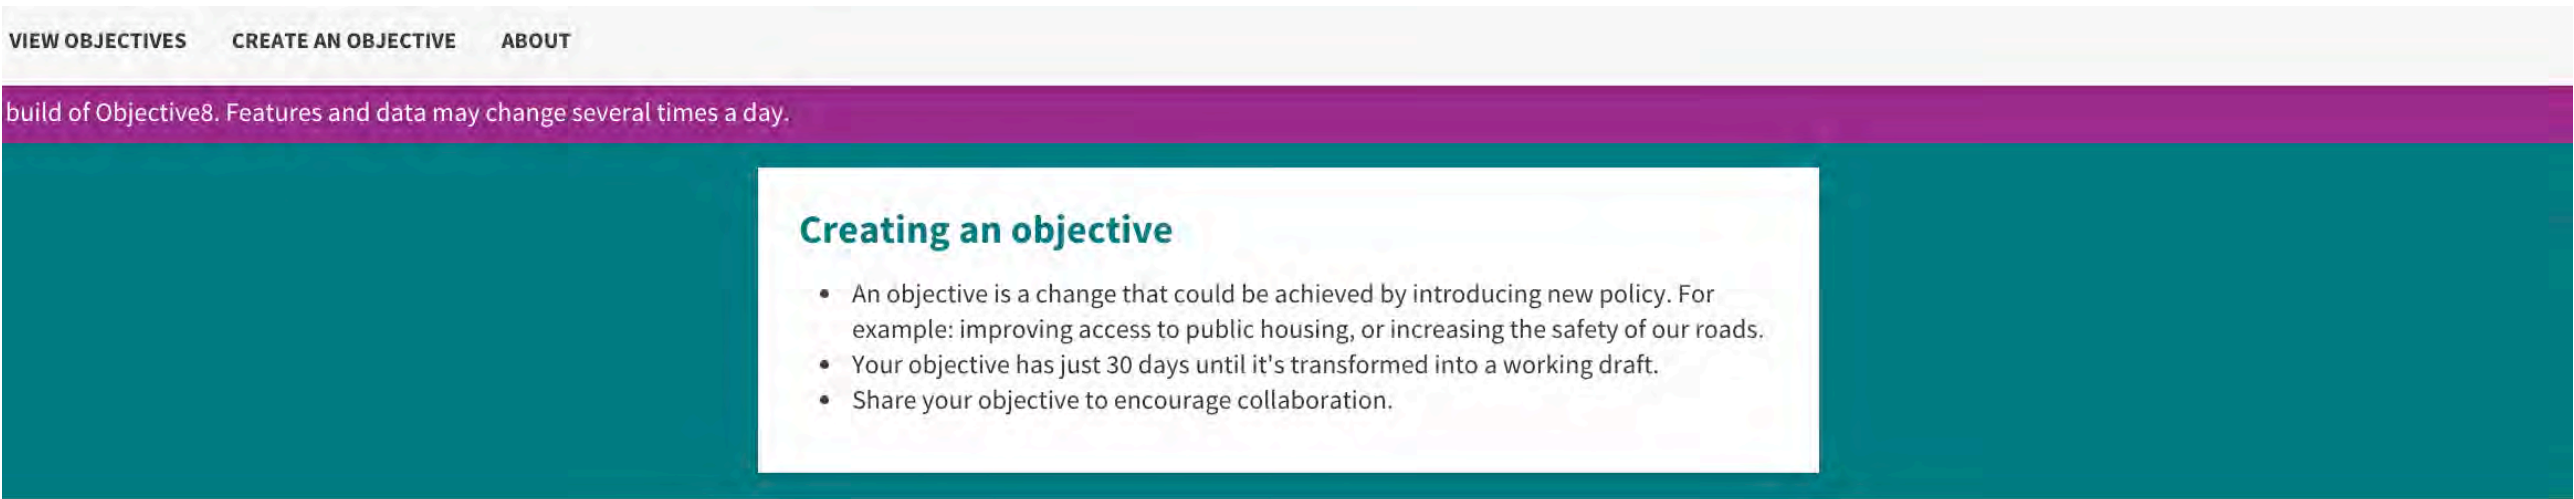 VIEW OBJECTIVES CREATE AN OBJECTIVE ABOUT
build of Objective8. Features and data may change several times a day.
Creating an objective
• An objective is a change that could be achieved by introducing new policy. For
example: improving access to public housing, or increasing the safety of our roads.
• Your objective has just 30 days until it's transformed into a working draft.
• Share your objective to encourage collaboration.